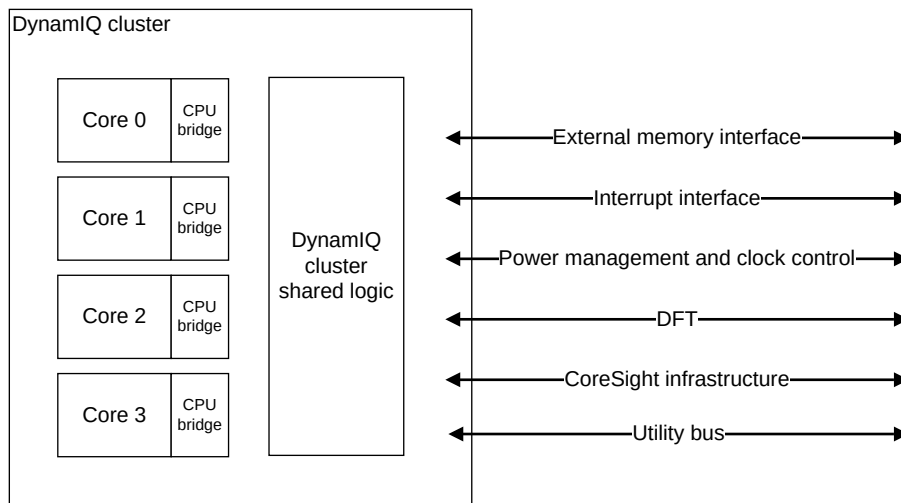 DynamIQ cluster
Core 0
CPU
bridge
Core 1
CPU
bridge
Core 2
CPU
bridge
Core 3
CPU
bridge
DynamIQ
cluster
shared logic
External memory interface
Interrupt interface
Power management and clock control
DFT
CoreSight infrastructure
Utility bus